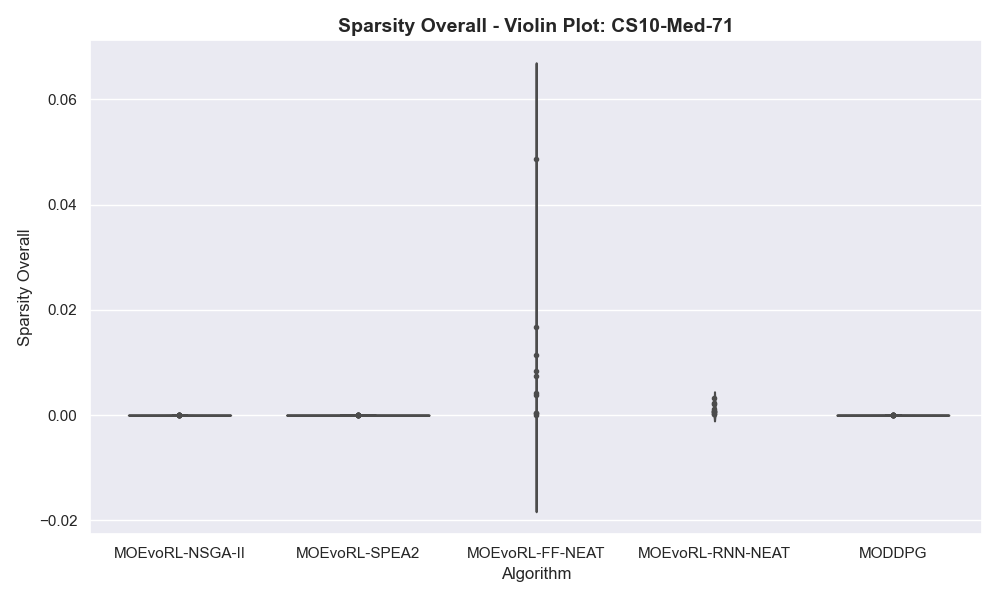 Sparsity Overall - Violin Plot: CS10-Med-71
Sparsity Overall
0.06
0.04
0.02
0.00
−0.02
MOEvoRL-NSGA-II MOEvoRL-SPEA2 MOEvoRL-FF-NEAT MOEvoRL-RNN-NEAT MODDPG
Algorithm